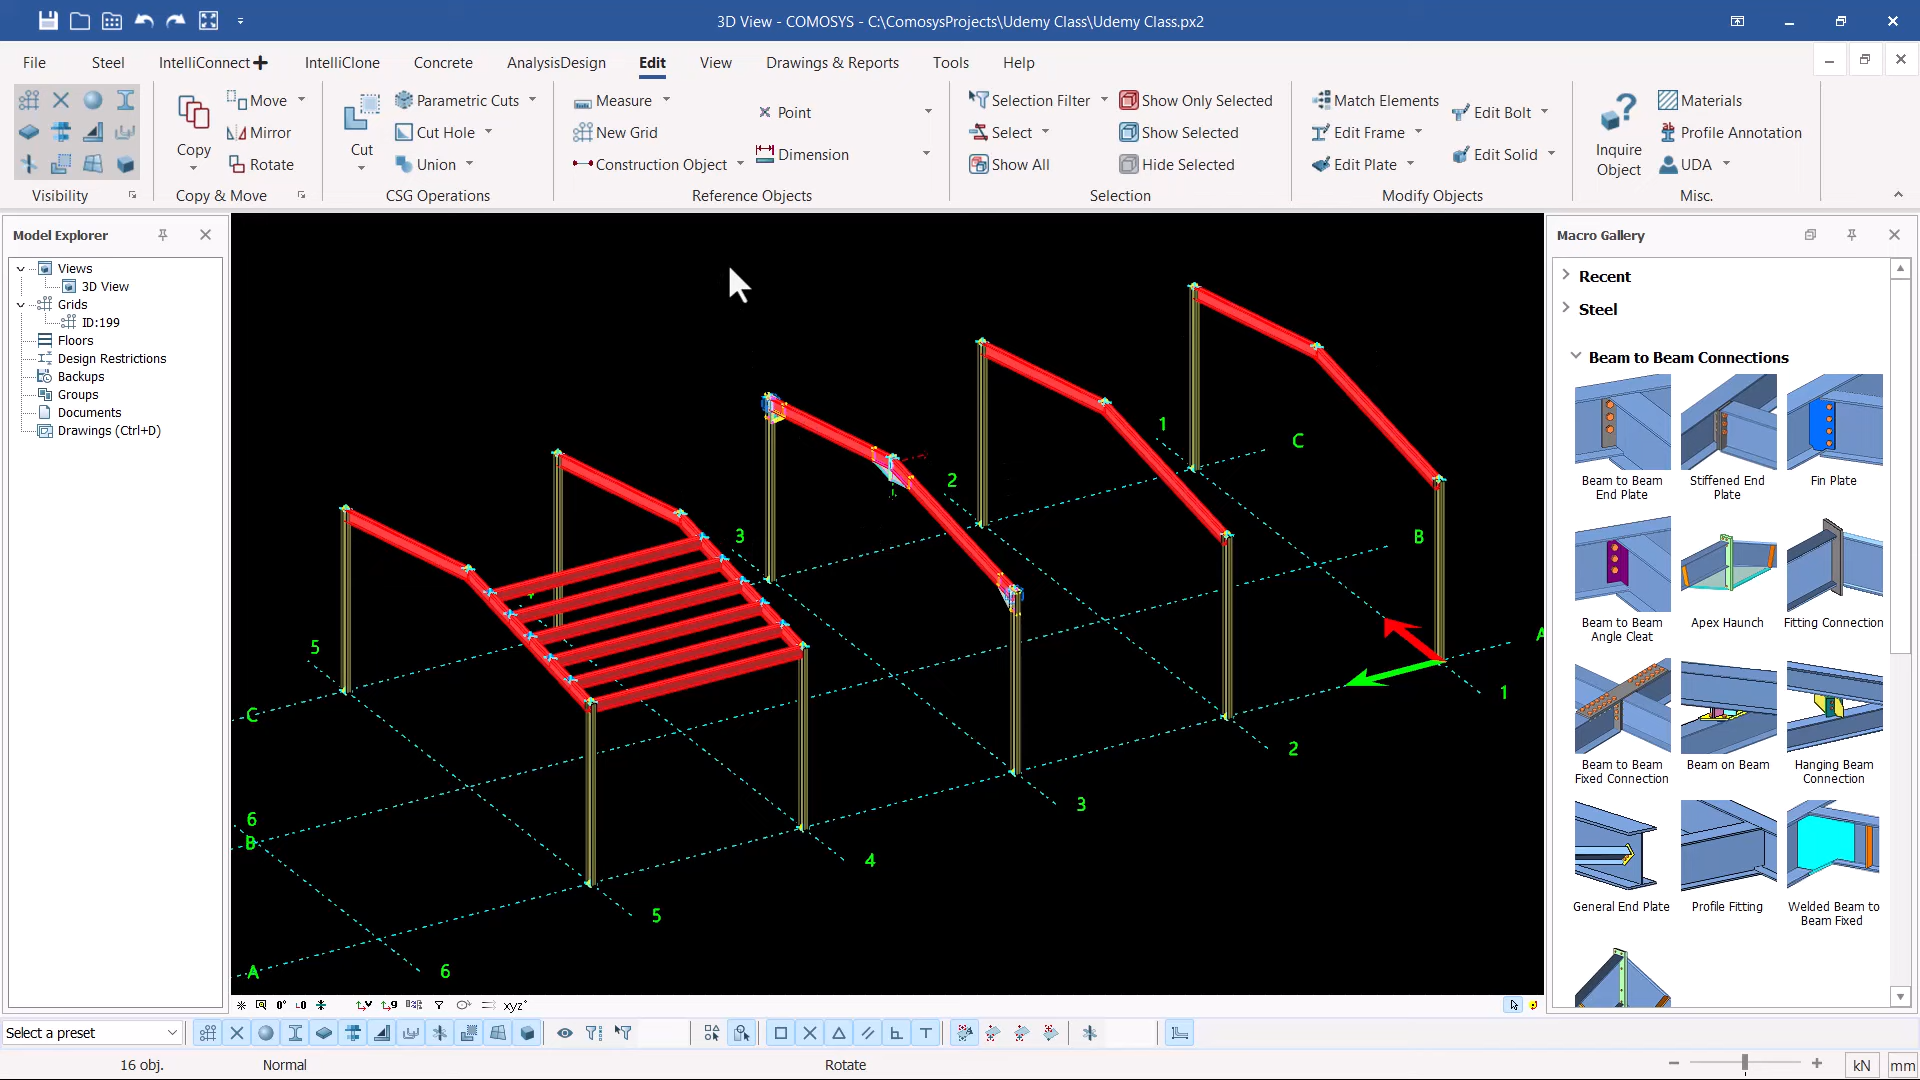 3D View - COMOSYS - C:\ComosysProjects\Udemy Class\Udemy Class.px2
File Steel IntelliConnect+ IntelliClone Concrete AnalysisDesign Edit View Drawings & Reports Tools Help
Visibility
Copy
Move
Mirror
Rotate
Copy & Move
Cut
Parametric Cuts
Cut Hole
Union
CSG Operations
Measure
New Grid
Construction Object
Point
Dimension
Reference Objects
Selection Filter
Select
Show All
Show Only Selected
Show Selected
Hide Selected
Selection
Match Elements
Edit Frame
Edit Plate
Edit Bolt
Edit Solid
Modify Objects
Inquire
Object
Materials
Profile Annotation
UDA
Misc.
Model Explorer
Views
3D View
Grids
ID:199
Floors
Design Restrictions
Backups
Groups
Documents
Drawings (Ctrl+D)
1
C
2
3
B
5
A
C
1
2
6
B
3
4
5
A
6
Macro Gallery
Recent
Steel
Beam to Beam Connections
Beam to Beam
End Plate
Stiffened End
Plate
Fin Plate
Beam to Beam
Angle Cleat
Apex Haunch
Fitting Connection
Beam to Beam
Fixed Connection
Beam on Beam
Hanging Beam
Connection
General End Plate
Profile Fitting
Welded Beam to
Beam Fixed
xyz
Select a preset
16 obj.
Normal
Rotate
kN
mm